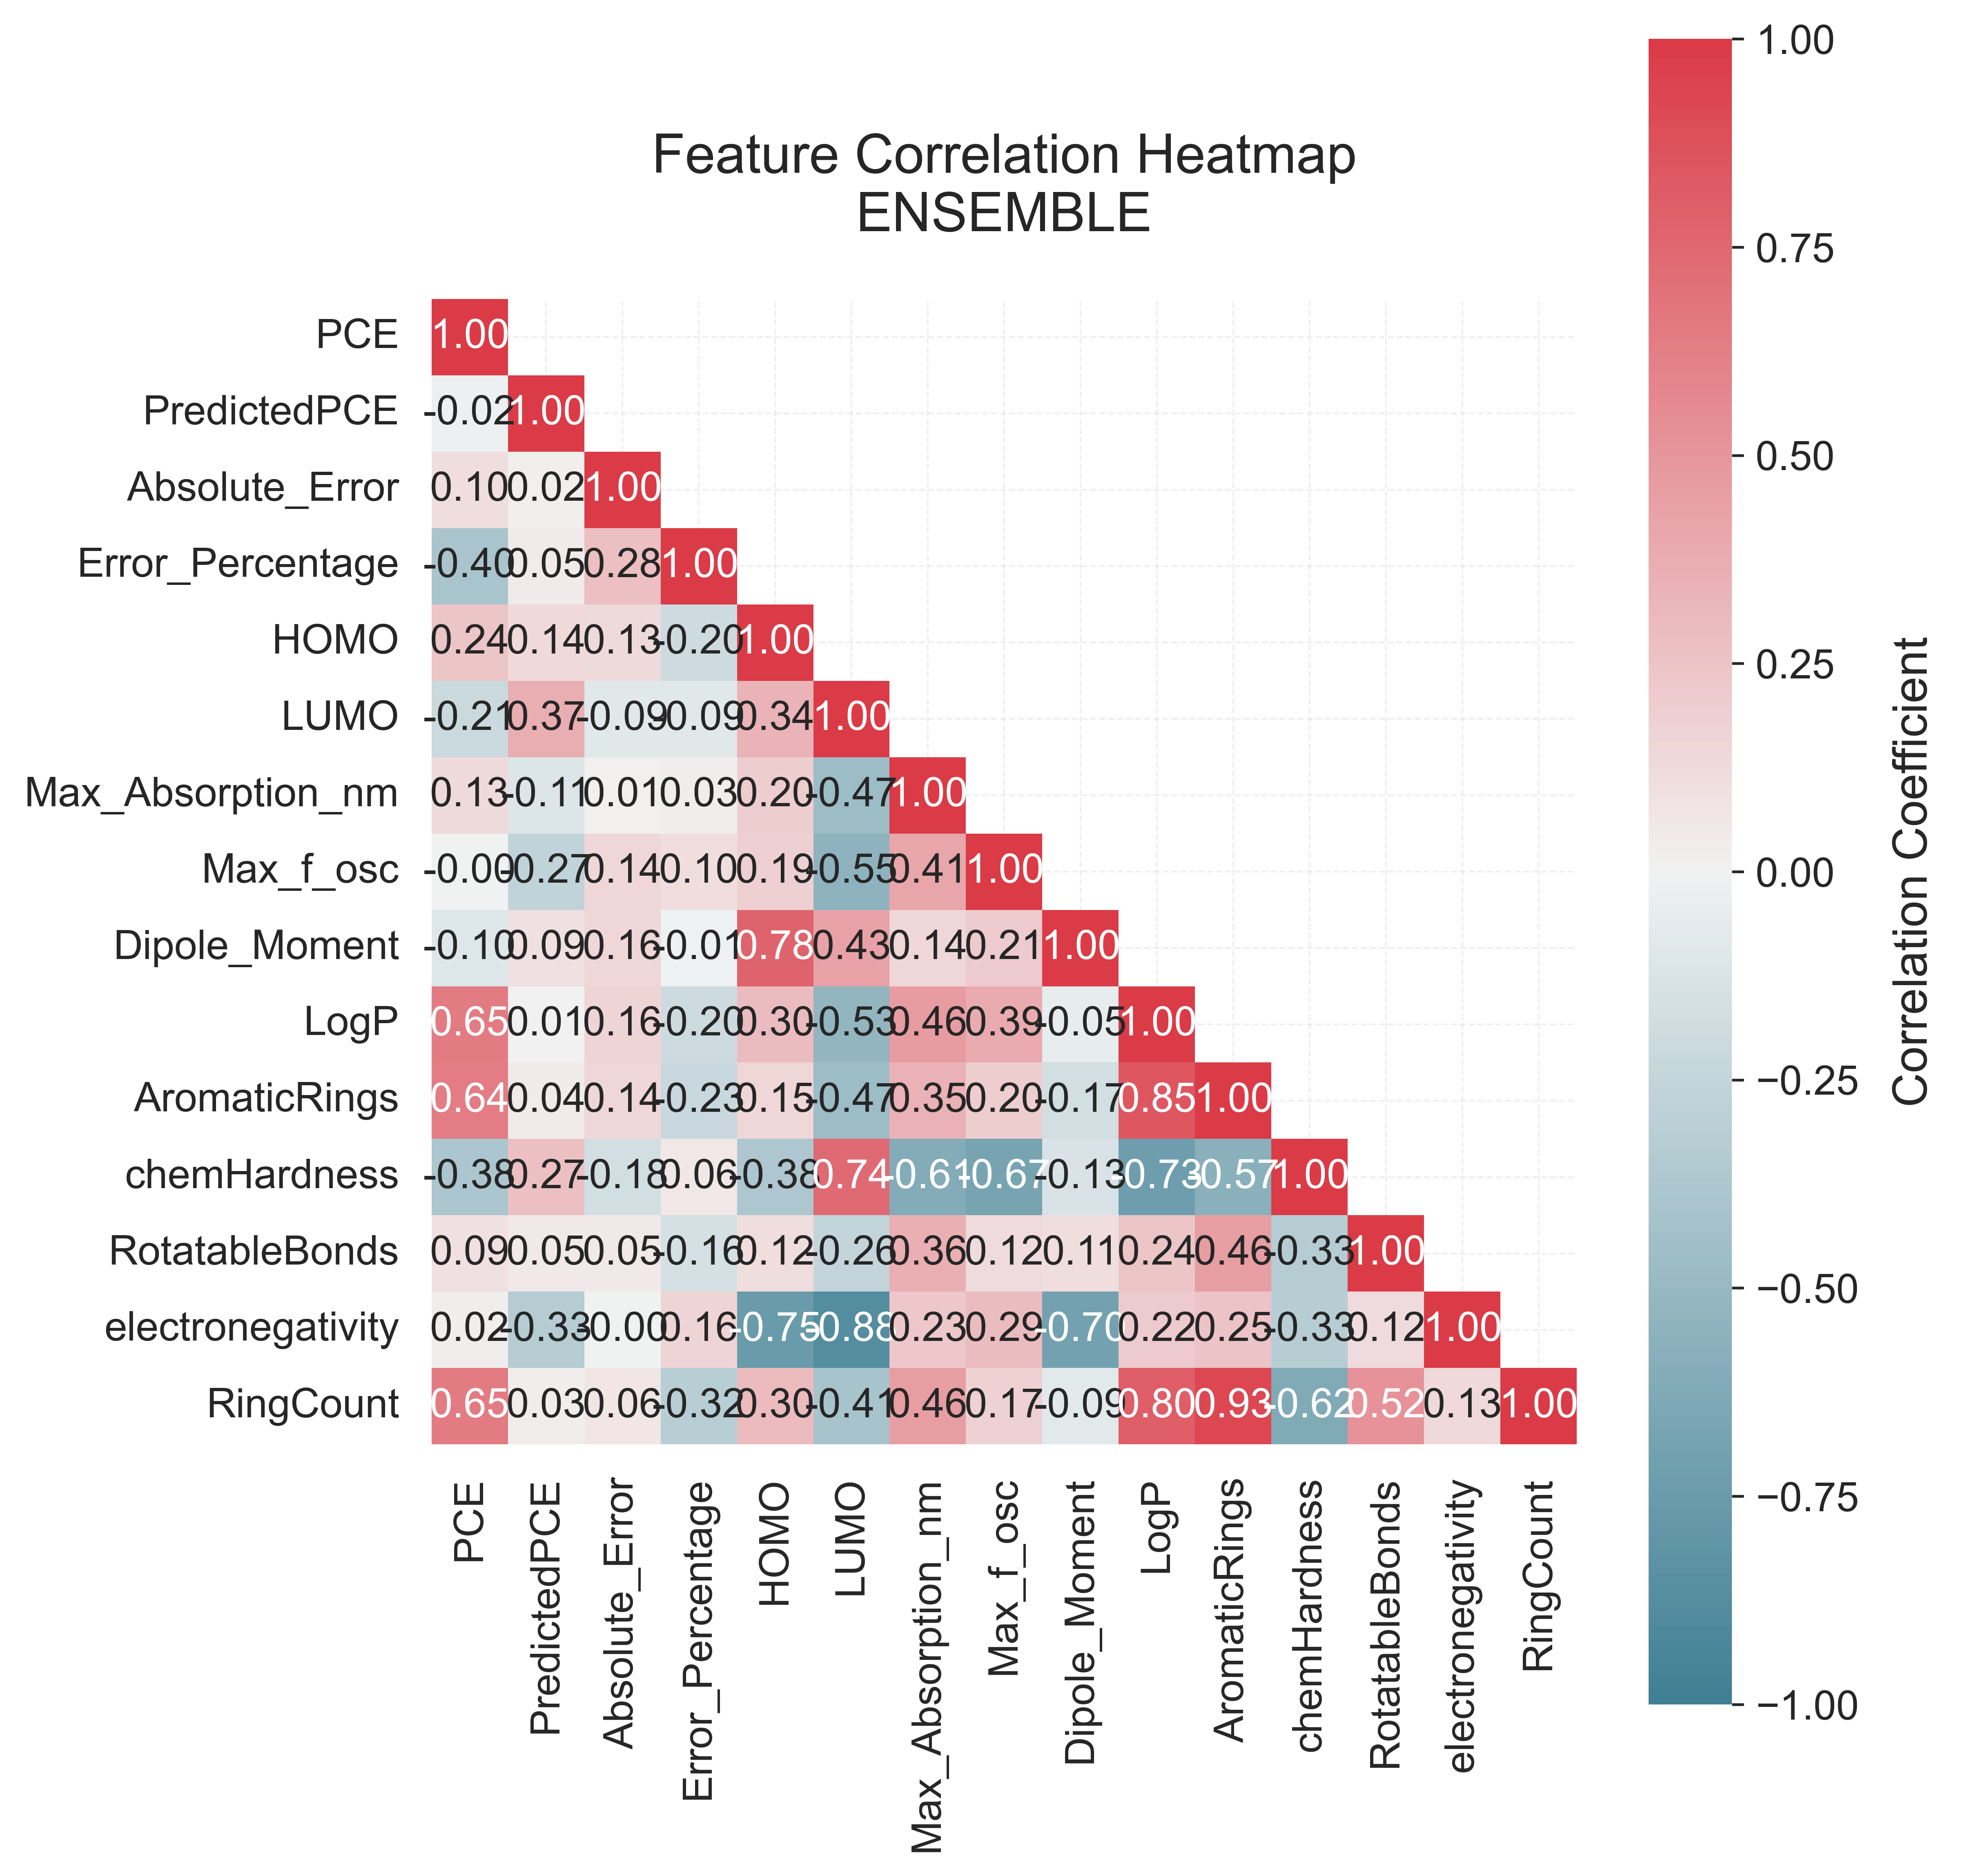 Feature Correlation Heatmap
ENSEMBLE
PCE 1.00
PredictedPCE -0.02 1.00
Absolute_Error 0.10 0.02 1.00
Error_Percentage -0.40 0.05 0.28 1.00
HOMO 0.24 0.14 0.13 -0.20 1.00
LUMO -0.21 0.37 -0.09 -0.09 0.34 1.00
Max_Absorption_nm 0.13 -0.11 0.01 0.03 0.20 -0.47 1.00
Max_f_osc -0.00 -0.27 0.14 0.10 0.19 -0.55 0.41 1.00
Dipole_Moment -0.10 0.09 0.16 -0.01 0.78 0.43 0.14 0.21 1.00
LogP 0.65 0.01 0.16 -0.20 0.30 -0.53 0.46 0.39 -0.05 1.00
AromaticRings 0.64 0.04 0.14 -0.23 0.15 -0.47 0.35 0.20 -0.17 0.85 1.00
chemHardness -0.38 0.27 -0.18 0.06 -0.38 0.74 -0.61 -0.67 -0.13 -0.73 -0.57 1.00
RotatableBonds 0.09 0.05 0.05 -0.16 0.12 -0.26 0.36 0.12 0.11 0.24 0.46 -0.33 1.00
electronegativity 0.02 -0.33 -0.00 0.16 -0.75 -0.88 0.23 0.29 -0.70 0.22 0.25 -0.33 0.12 1.00
RingCount 0.65 0.03 0.06 -0.32 0.30 -0.41 0.46 0.17 -0.09 0.80 0.93 -0.62 0.52 0.13 1.00
PCE
PredictedPCE
Absolute_Error
Error_Percentage
HOMO
LUMO
Max_Absorption_nm
Max_f_osc
Dipole_Moment
LogP
AromaticRings
chemHardness
RotatableBonds
electronegativity
RingCount
1.00
0.75
0.50
0.25
0.00
−0.25
−0.50
−0.75
−1.00
Correlation Coefficient